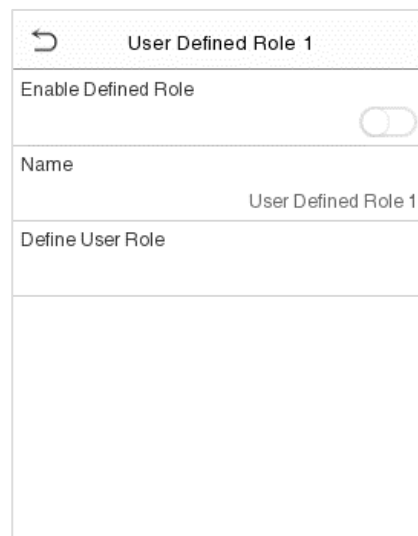 User Defined Role 1
Enable Defined Role
Name
User Defined Role 1
Define User Role